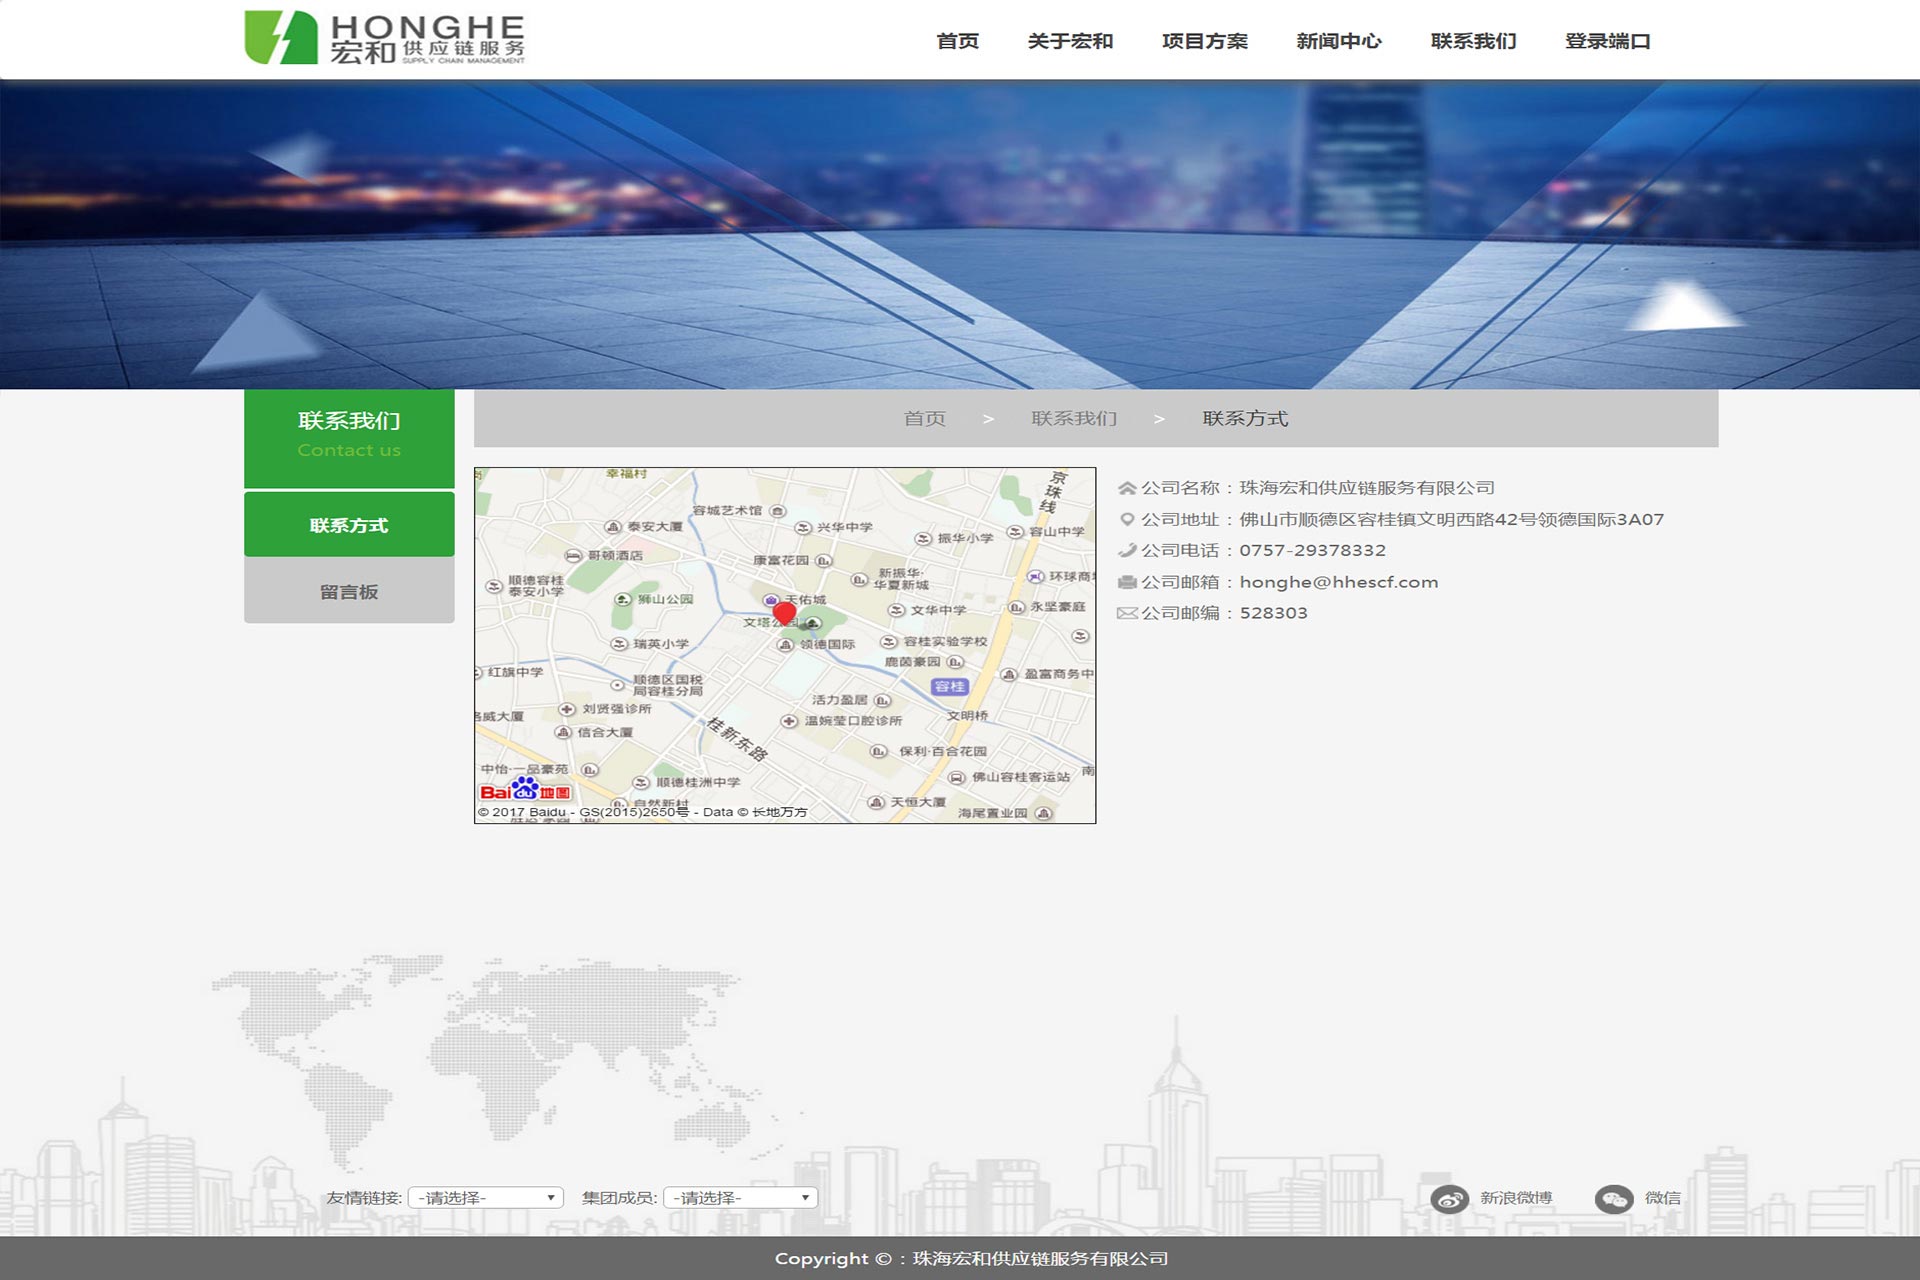 HONGHE
宏和 供应链服务
SUPPLY CHAIN MANAGEMENT
首页 关于宏和 项目方案 新闻中心 联系我们 登录端口
联系我们
Contact us
联系方式
留言板
首页 > 联系我们 > 联系方式
公司名称：珠海宏和供应链服务有限公司
公司地址：佛山市顺德区容桂镇文明西路42号领德国际3A07
公司电话：0757-29378332
公司邮箱：honghe@hhescf.com
公司邮编：528303
幸福村
京珠线
容城艺术馆
泰安大厦
兴华中学
振华小学
容山中学
哥顿酒店
康富花园
新振华·华夏新城
环球商
顺德容桂泰安小学
狮山公园
天佑城
文华中学
永坚豪庭
文塔公园
瑞英小学
领德国际
容桂实验学校
鹿茵豪园
红旗中学
顺德区国税局容桂分局
容桂
盈富商务中
活力盈居
刘贤强诊所
格威大厦
温婉莹口腔诊所
文明桥
信合大厦
桂新东路
保利·百合花园
中怡·一品豪苑
顺德桂洲中学
佛山容桂客运站
南
Bai du 地图
自然新村
天恒大厦
海尾置业园
© 2017 Baidu - GS(2015)2650号 - Data © 长地万方
友情链接: -请选择- 集团成员: -请选择-
新浪微博 微信
Copyright ©：珠海宏和供应链服务有限公司